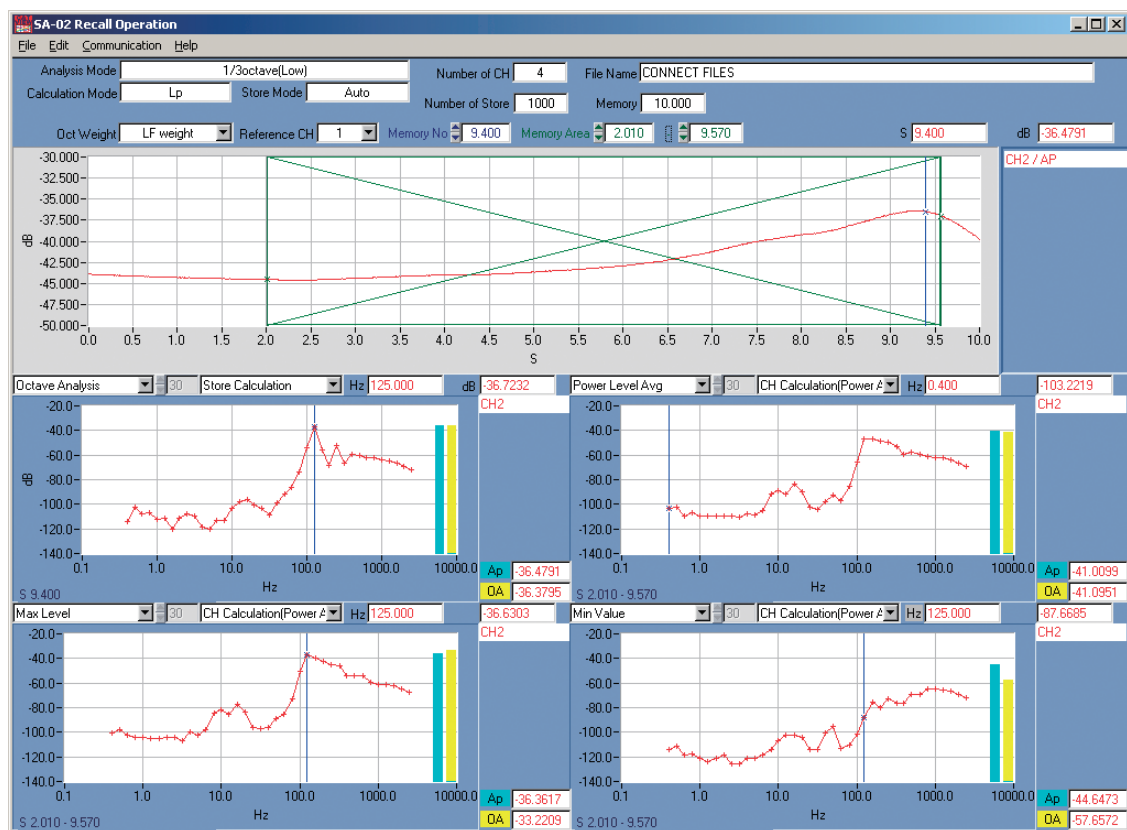 SA-02 Recall Operation
File Edit Communication Help
Analysis Mode 1/3octave(Low) Number of CH 4 File Name CONNECT FILES
Calculation Mode Lp Store Mode Auto Number of Store 1000 Memory 10.000
Oct Weight LF weight Reference CH 1 Memory No 9.400 Memory Area 2.010 9.570 S 9.400 dB -36.4791
CH2 / AP
-30.000
-32.500
-35.000
-37.500
-40.000
-42.500
-45.000
-47.500
-50.000
dB
0.0 0.5 1.0 1.5 2.0 2.5 3.0 3.5 4.0 4.5 5.0 5.5 6.0 6.5 7.0 7.5 8.0 8.5 9.0 9.5 10.0
S
Octave Analysis 30 Store Calculation Hz 125.000 dB -36.7232
CH2
-20.0
-40.0
-60.0
-80.0
-100.0
-120.0
-140.0
dB
0.1 1.0 10.0 100.0 1000.0 10000.0
Hz
S 9.400
Ap -36.4791
OA -36.3795
Power Level Avg 30 CH Calculation(Power A Hz 0.400 -103.2219
CH2
-20.0
-40.0
-60.0
-80.0
-100.0
-120.0
-140.0
0.1 1.0 10.0 100.0 1000.0 10000.0
Hz
S 2.010 - 9.570
Ap -41.0099
OA -41.0951
Max Level 30 CH Calculation(Power A Hz 125.000 -36.6303
CH2
-20.0
-40.0
-60.0
-80.0
-100.0
-120.0
-140.0
0.1 1.0 10.0 100.0 1000.0 10000.0
Hz
S 2.010 - 9.570
Ap -36.3617
OA -33.2209
Min Value 30 CH Calculation(Power A Hz 125.000 -87.6685
CH2
-20.0
-40.0
-60.0
-80.0
-100.0
-120.0
-140.0
0.1 1.0 10.0 100.0 1000.0 10000.0
Hz
S 2.010 - 9.570
Ap -44.6473
OA -57.6572